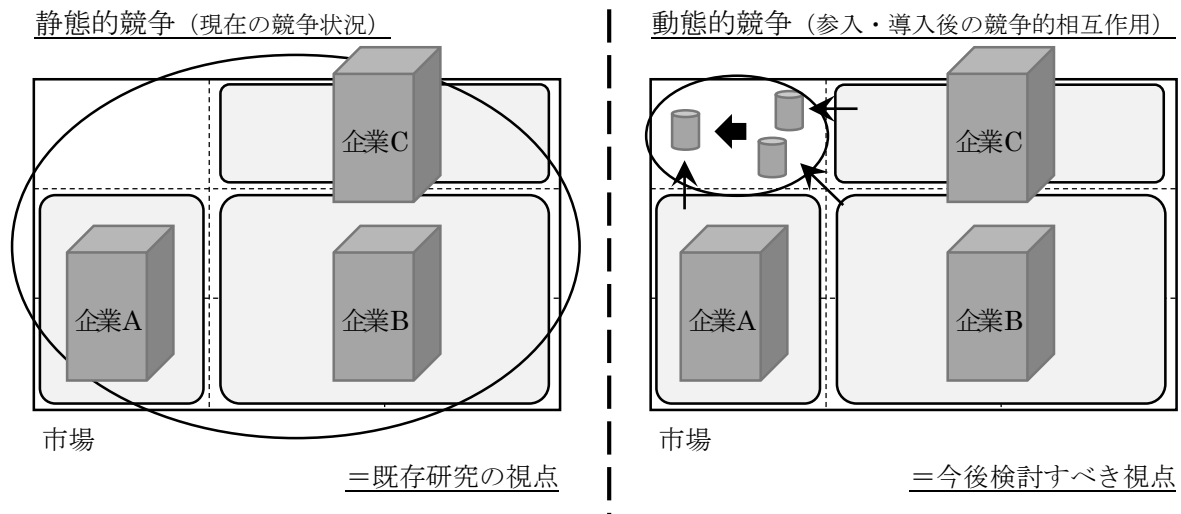 静態的競争（現在の競争状況）
企業C
企業A
企業B
市場
＝既存研究の視点
動態的競争（参入・導入後の競争的相互作用）
企業C
企業A
企業B
市場
＝今後検討すべき視点